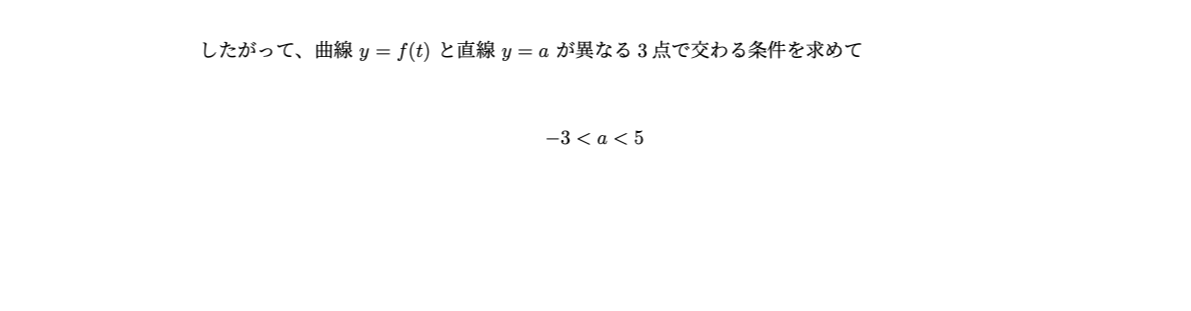 したがって、曲線 y = f(t) と直線 y = a が異なる 3 点で交わる条件を求めて
−3 < a < 5